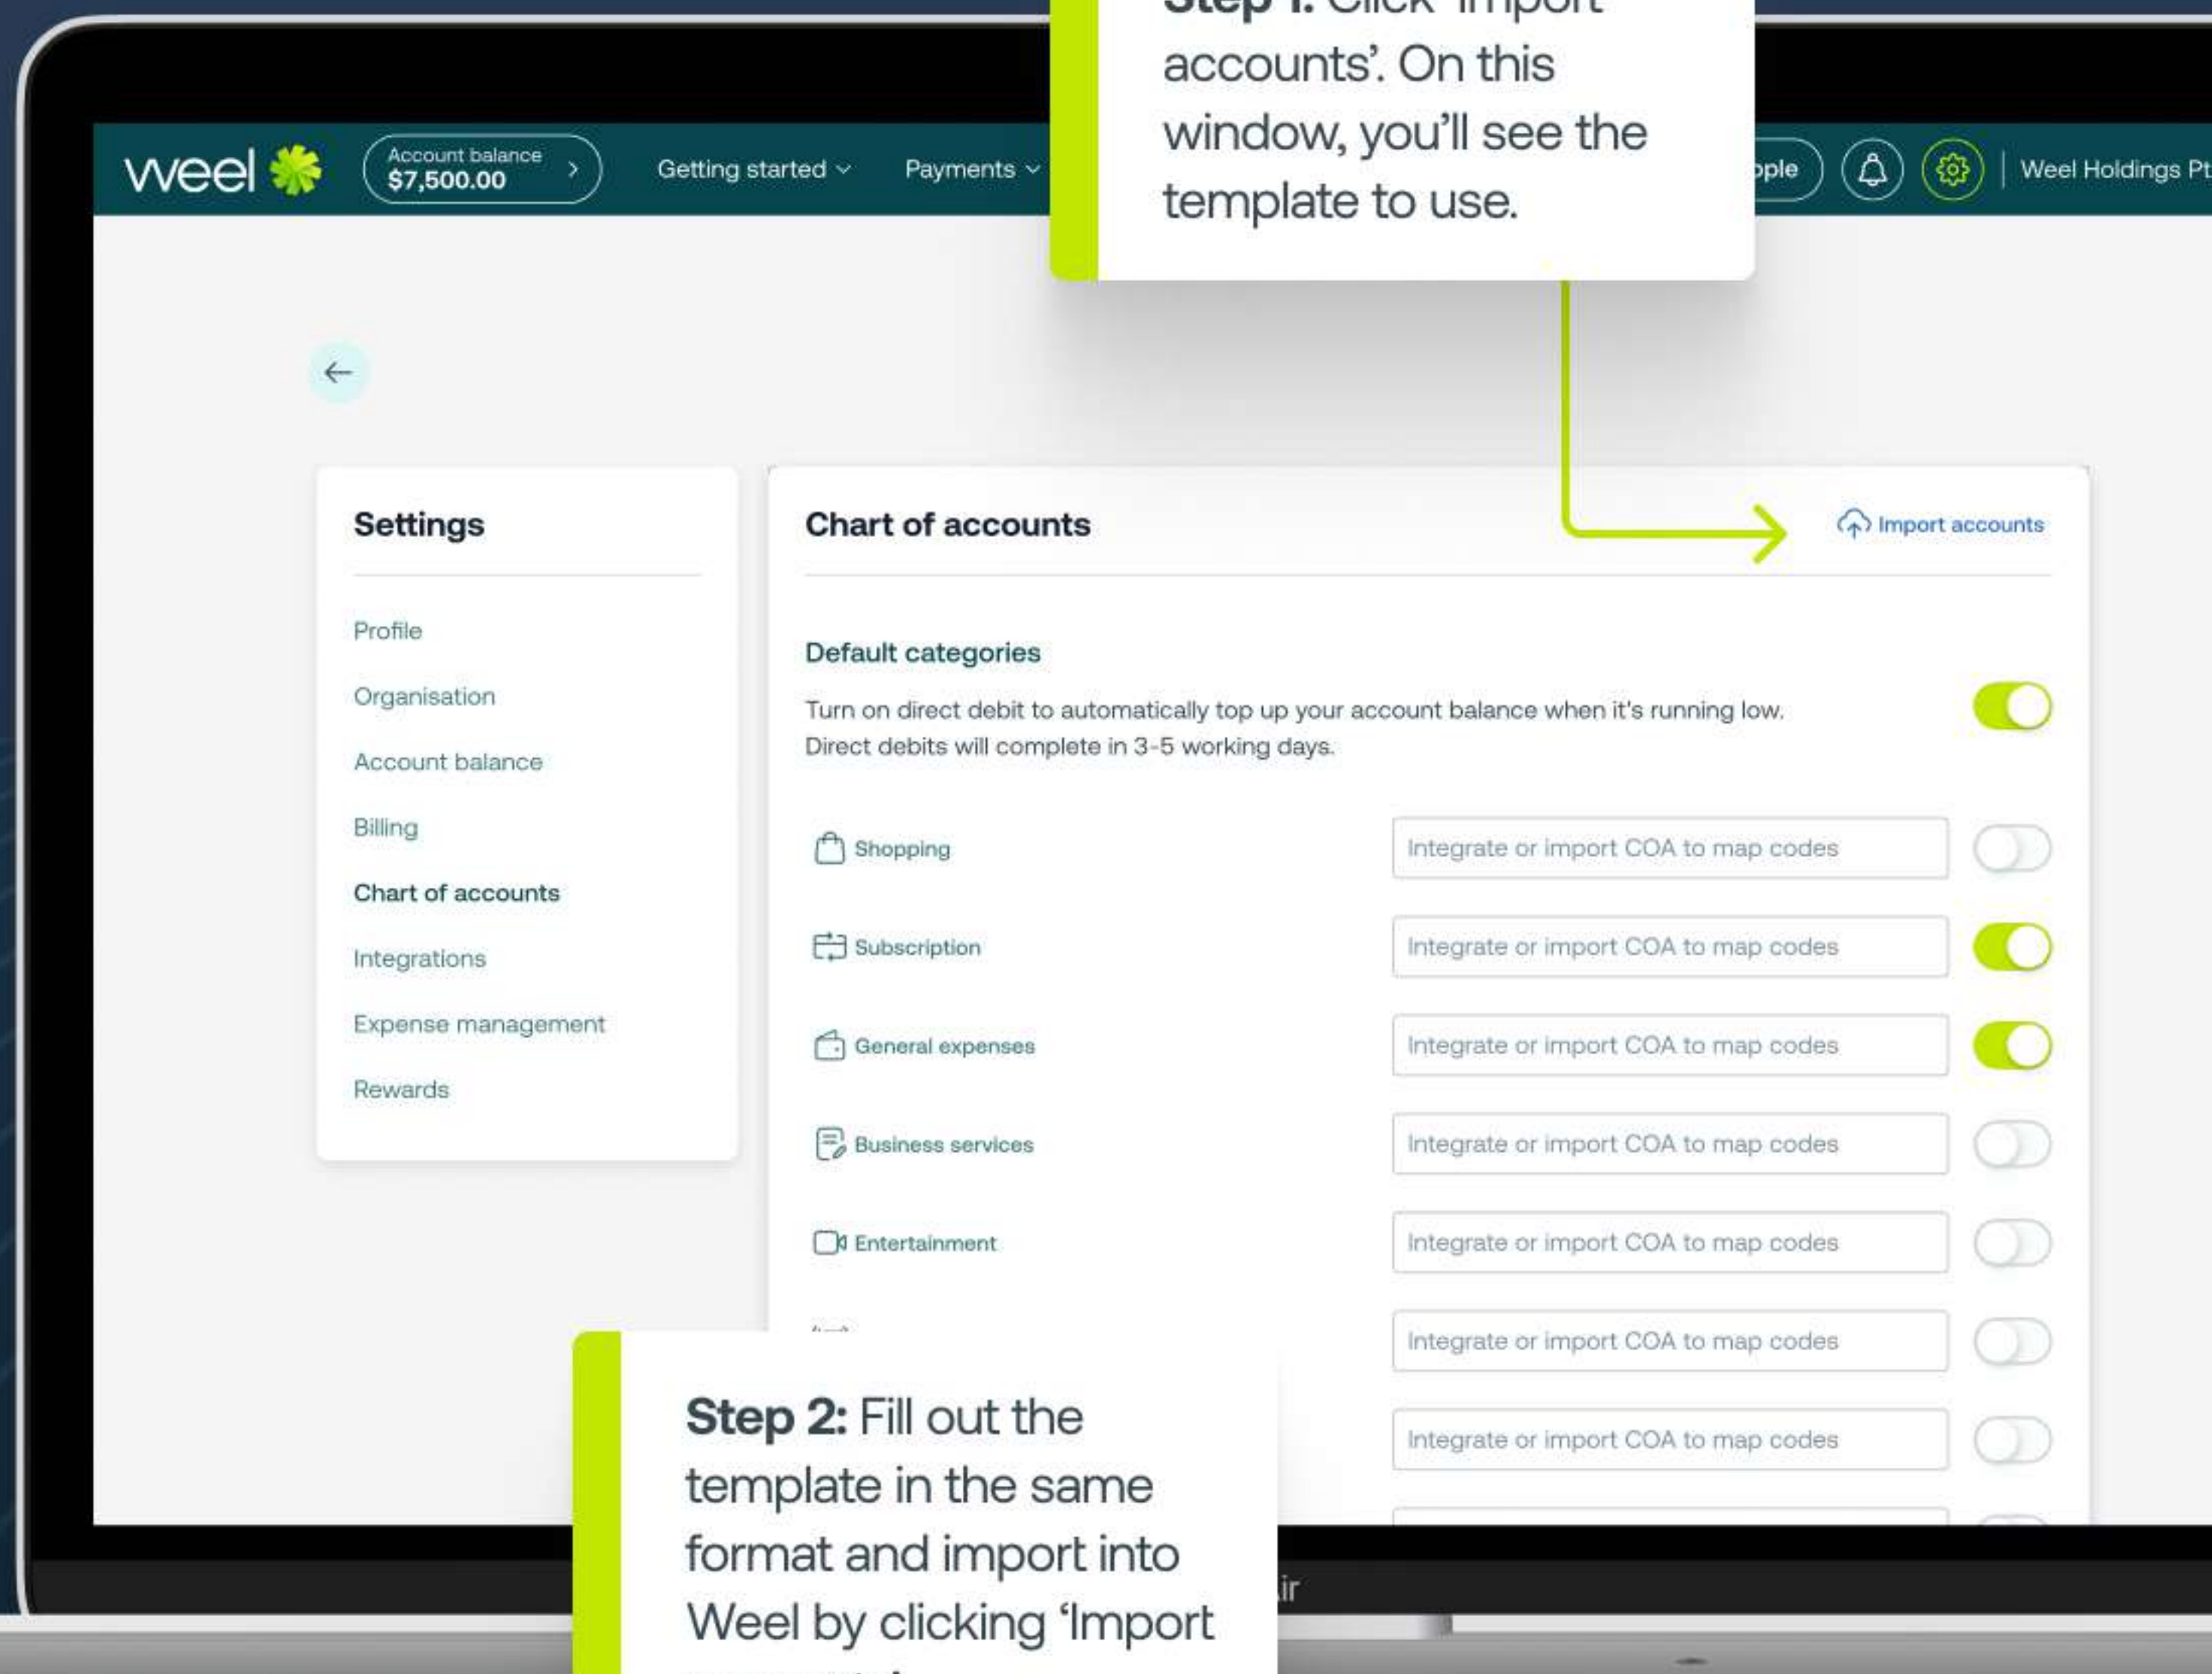 Step 1: Click ‘Import
accounts’. On this
window, you’ll see the
template to use.
weel
Account balance
$7,500.00
Getting started
Payments
Weel Holdings
Settings
Profile
Organisation
Account balance
Billing
Chart of accounts
Integrations
Expense management
Rewards
Chart of accounts
Import accounts
Default categories
Turn on direct debit to automatically top up your account balance when it's running low.
Direct debits will complete in 3-5 working days.
Shopping
Integrate or import COA to map codes
Subscription
Integrate or import COA to map codes
General expenses
Integrate or import COA to map codes
Business services
Integrate or import COA to map codes
Entertainment
Integrate or import COA to map codes
Integrate or import COA to map codes
Integrate or import COA to map codes
Step 2: Fill out the
template in the same
format and import into
Weel by clicking ‘Import